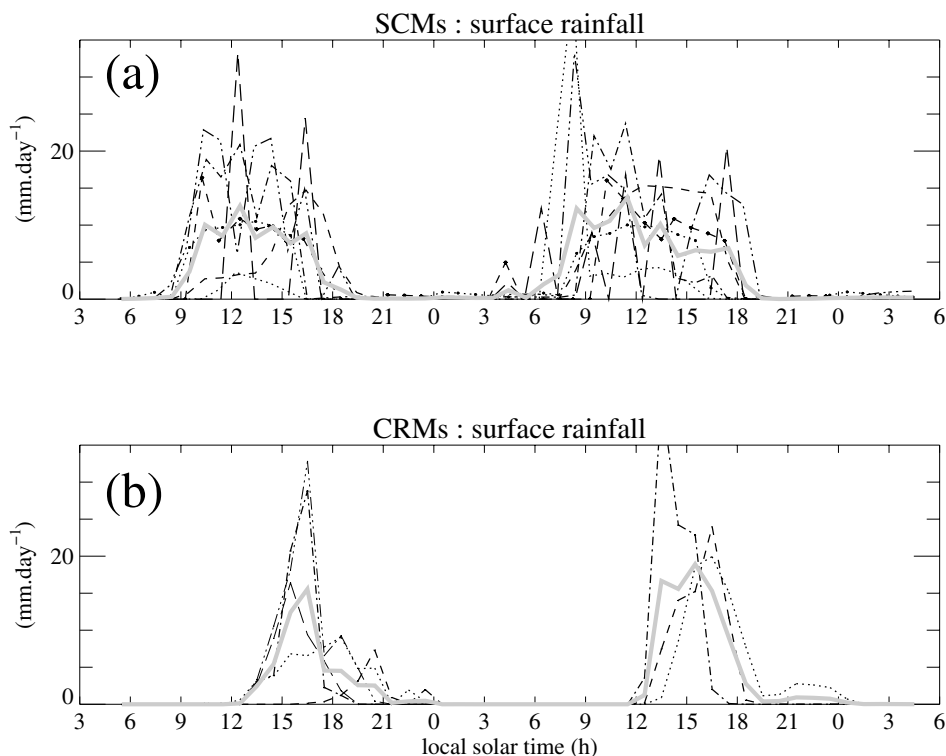 SCMs : surface rainfall
(a)
(mm.day⁻¹)
20
0
3 6 9 12 15 18 21 0 3 6 9 12 15 18 21 0 3 6
CRMs : surface rainfall
(b)
(mm.day⁻¹)
20
0
3 6 9 12 15 18 21 0 3 6 9 12 15 18 21 0 3 6
local solar time (h)